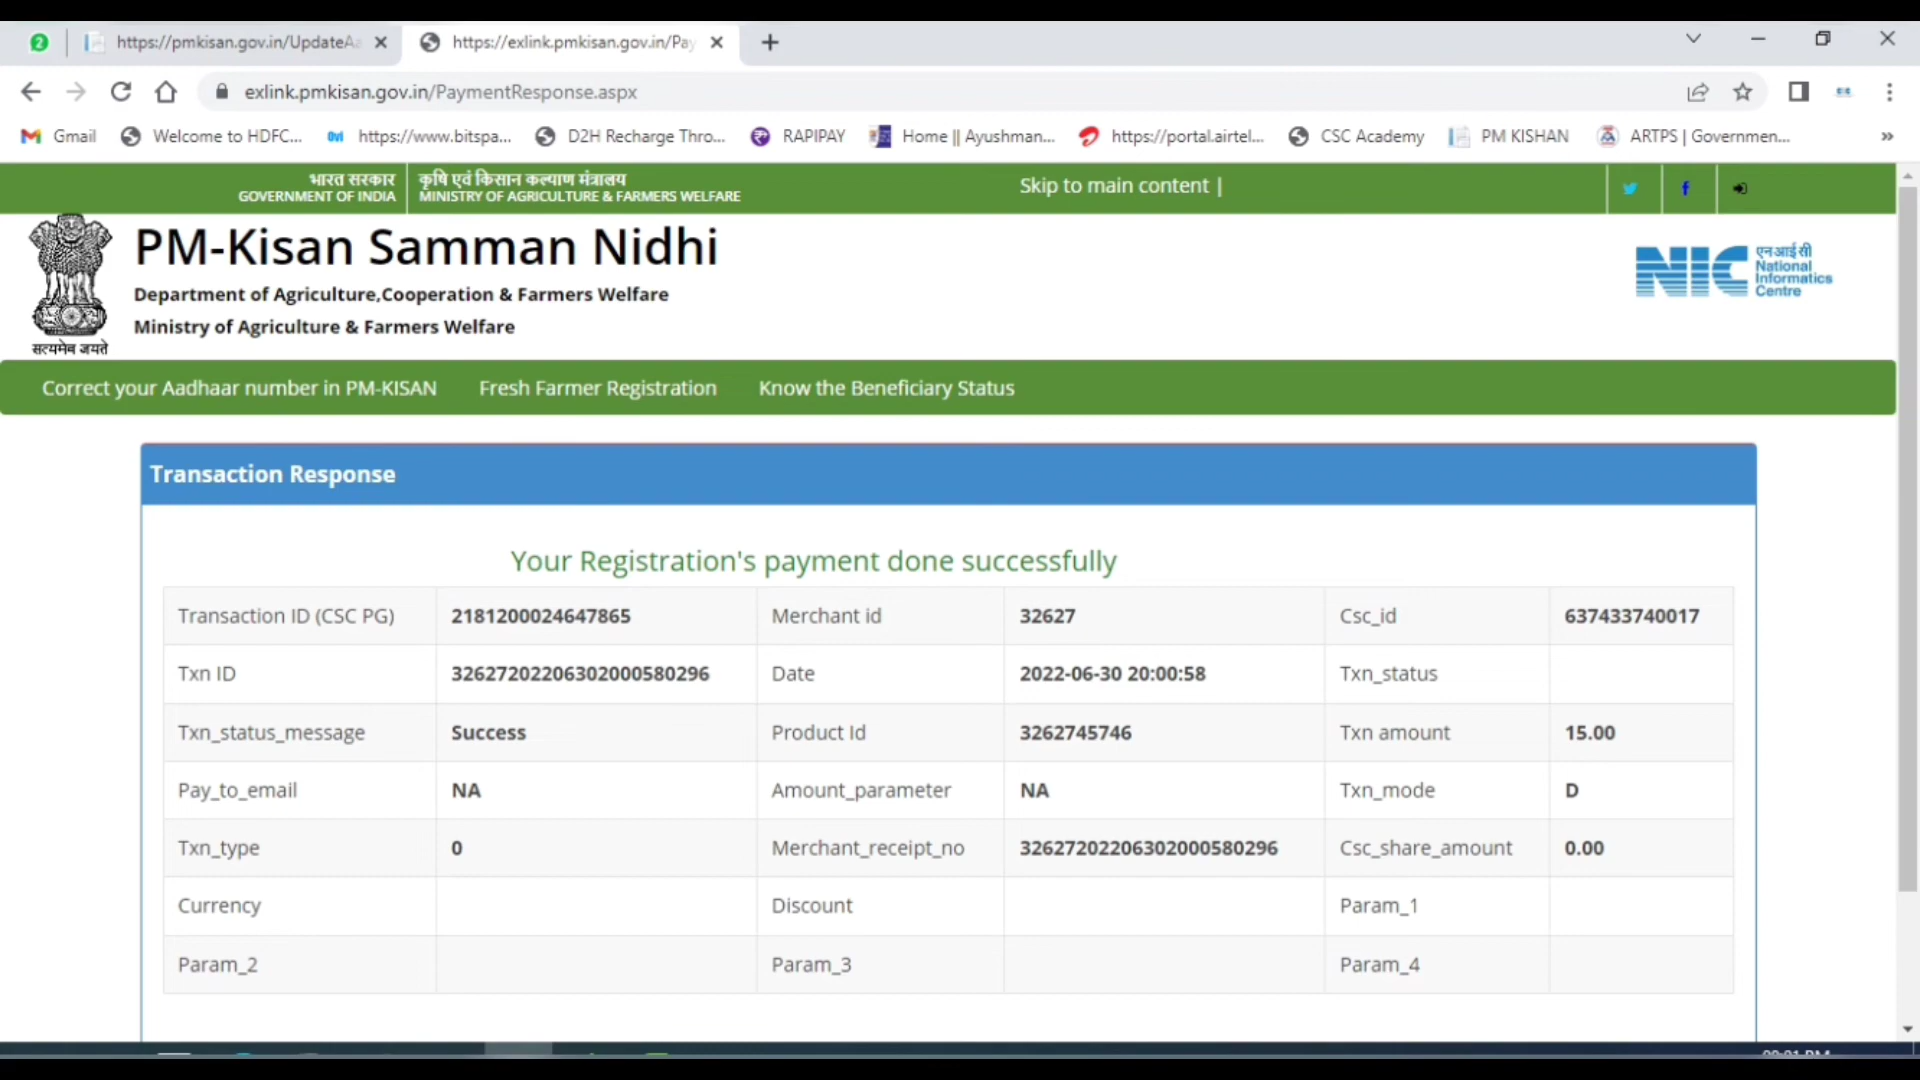 2 https://pmkisan.gov.in/UpdateAa https://exlink.pmkisan.gov.in/Pay
exlink.pmkisan.gov.in/PaymentResponse.aspx
Gmail Welcome to HDFC... https://www.bitspa... D2H Recharge Thro... RAPIPAY Home || Ayushman... https://portal.airtel... CSC Academy PM KISHAN ARTPS | Governmen... »
भारत सरकार कृषि एवं किसान कल्याण मंत्रालय
GOVERNMENT OF INDIA MINISTRY OF AGRICULTURE & FARMERS WELFARE
Skip to main content |
PM-Kisan Samman Nidhi
Department of Agriculture,Cooperation & Farmers Welfare
Ministry of Agriculture & Farmers Welfare
सत्यमेव जयते
NIC एनआईसी
National
Informatics
Centre
Correct your Aadhaar number in PM-KISAN Fresh Farmer Registration Know the Beneficiary Status
Transaction Response
Your Registration's payment done successfully
Transaction ID (CSC PG) 2181200024647865 Merchant id 32627 Csc_id 637433740017
Txn ID 32627202206302000580296 Date 2022-06-30 20:00:58 Txn_status
Txn_status_message Success Product Id 3262745746 Txn amount 15.00
Pay_to_email NA Amount_parameter NA Txn_mode D
Txn_type 0 Merchant_receipt_no 32627202206302000580296 Csc_share_amount 0.00
Currency Discount Param_1
Param_2 Param_3 Param_4